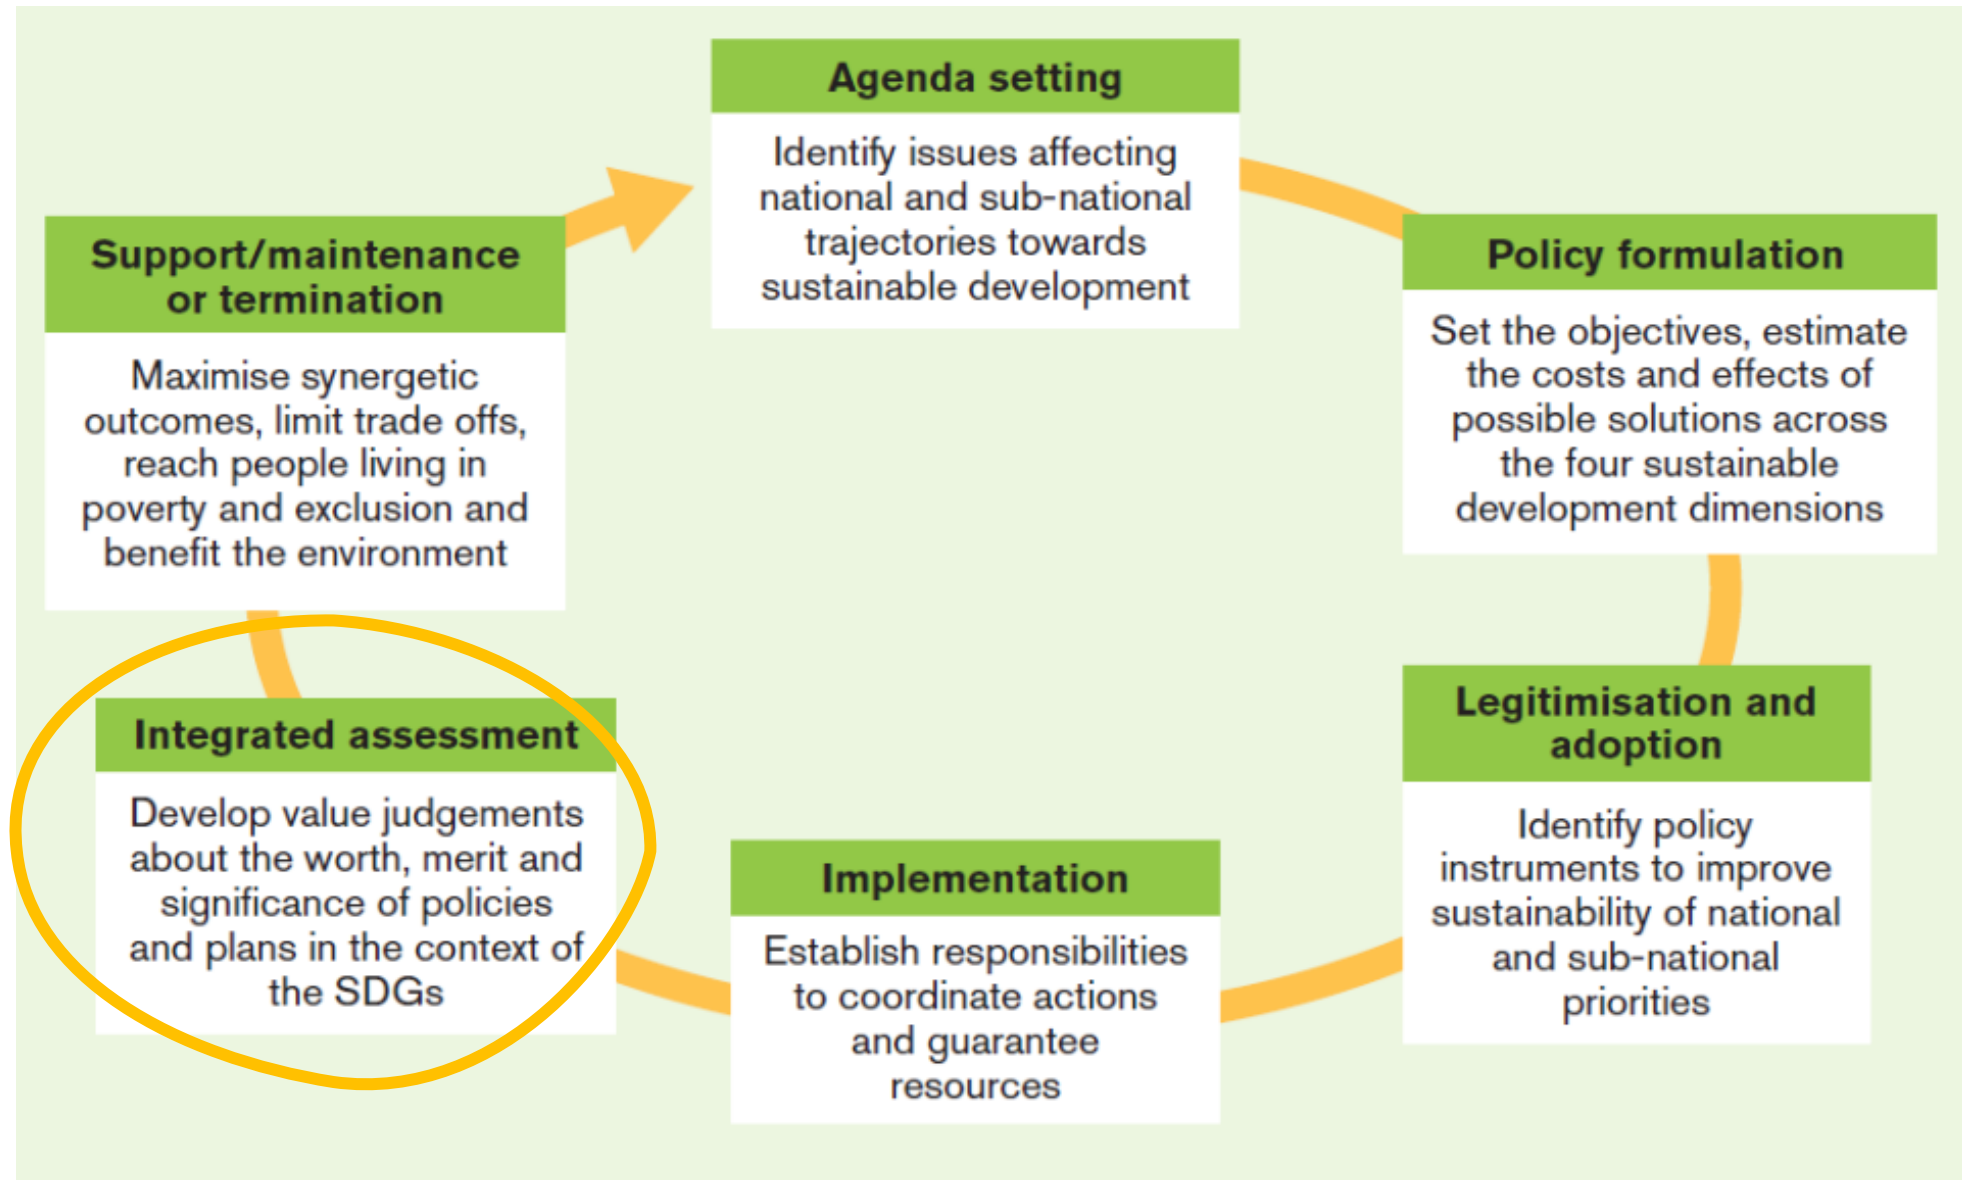 Agenda setting
Identify issues affecting
national and sub-national
trajectories towards
sustainable development
Policy formulation
Set the objectives, estimate
the costs and effects of
possible solutions across
the four sustainable
development dimensions
Legitimisation and
adoption
Identify policy
instruments to improve
sustainability of national
and sub-national
priorities
Implementation
Establish responsibilities
to coordinate actions
and guarantee
resources
Integrated assessment
Develop value judgements
about the worth, merit and
significance of policies
and plans in the context of
the SDGs
Support/maintenance
or termination
Maximise synergetic
outcomes, limit trade offs,
reach people living in
poverty and exclusion and
benefit the environment